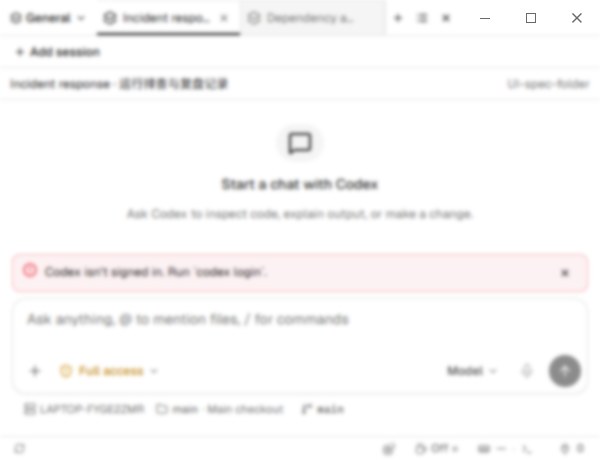 General Incident respo... Dependency a...
+ Add session
Incident response · 运行排查与复盘记录 UI-spec-folder
Start a chat with Codex
Ask Codex to inspect code, explain output, or make a change.
Codex isn't signed in. Run `codex login`.
Ask anything, @ to mention files, / for commands
Full access Model
main · Main checkout main
Off 0